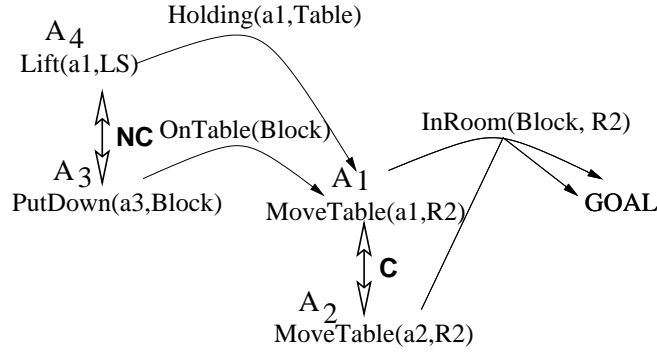 Holding(a1,Table)
A4
Lift(a1,LS)
NC
OnTable(Block)
InRoom(Block, R2)
A3
PutDown(a3,Block)
A1
MoveTable(a1,R2)
GOAL
C
A2
MoveTable(a2,R2)